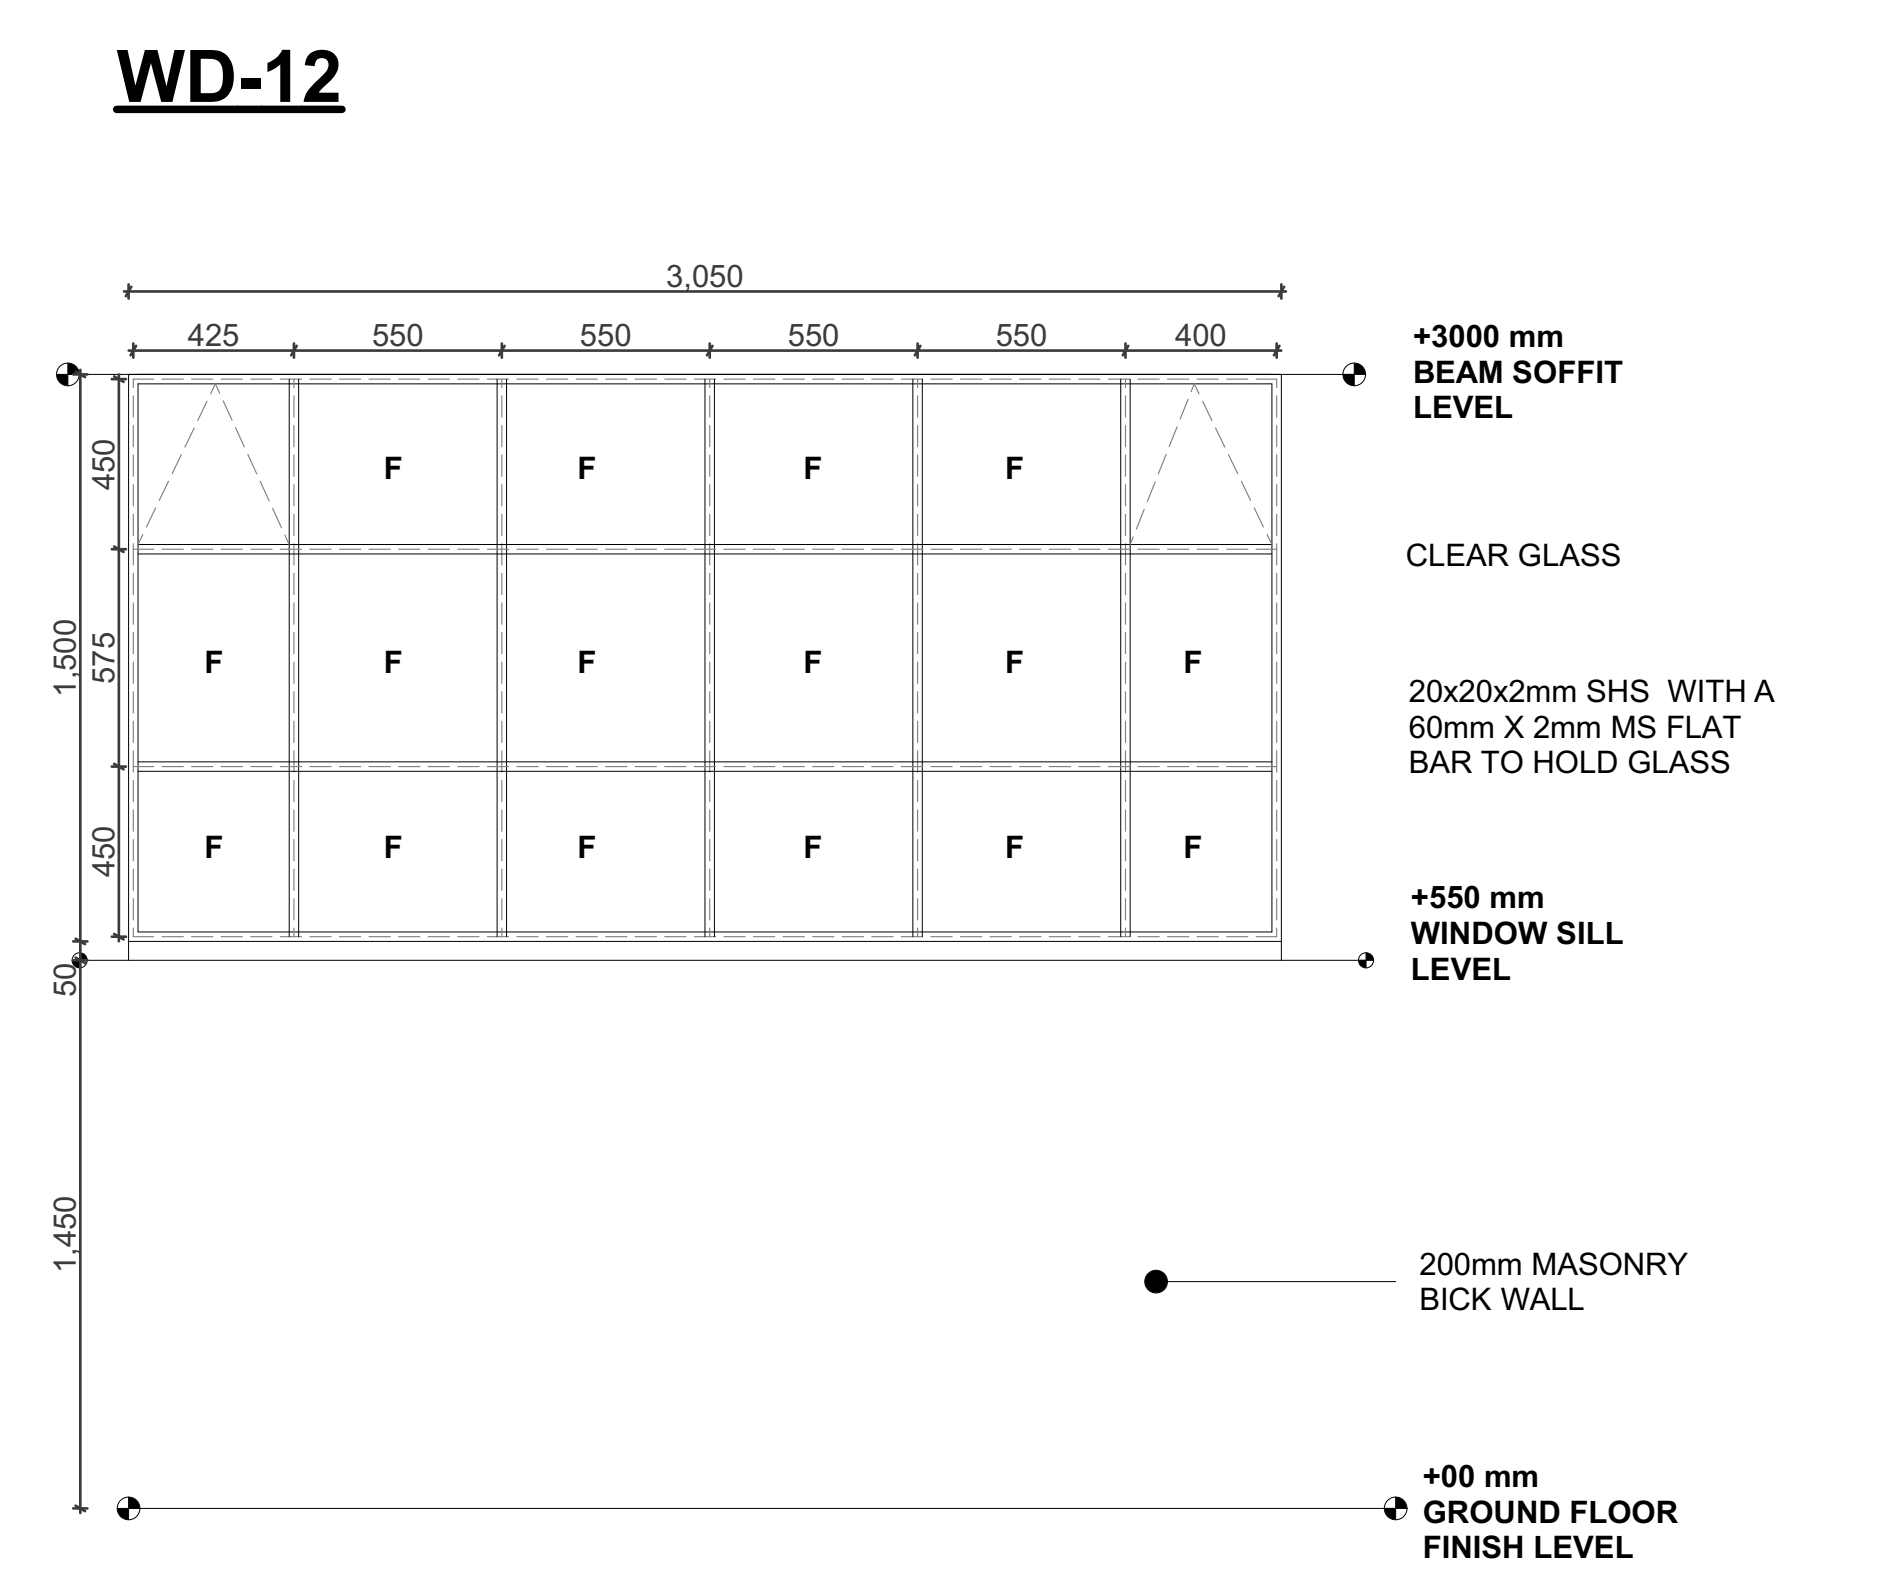 WD-12
3,050
425 550 550 550 550 400
+3000 mm
BEAM SOFFIT
LEVEL
450
F F F F
CLEAR GLASS
1,500
575
F F F F F F
20x20x2mm SHS WITH A
60mm X 2mm MS FLAT
BAR TO HOLD GLASS
450
F F F F F F
+550 mm
WINDOW SILL
LEVEL
50
1,450
200mm MASONRY
BICK WALL
+00 mm
GROUND FLOOR
FINISH LEVEL